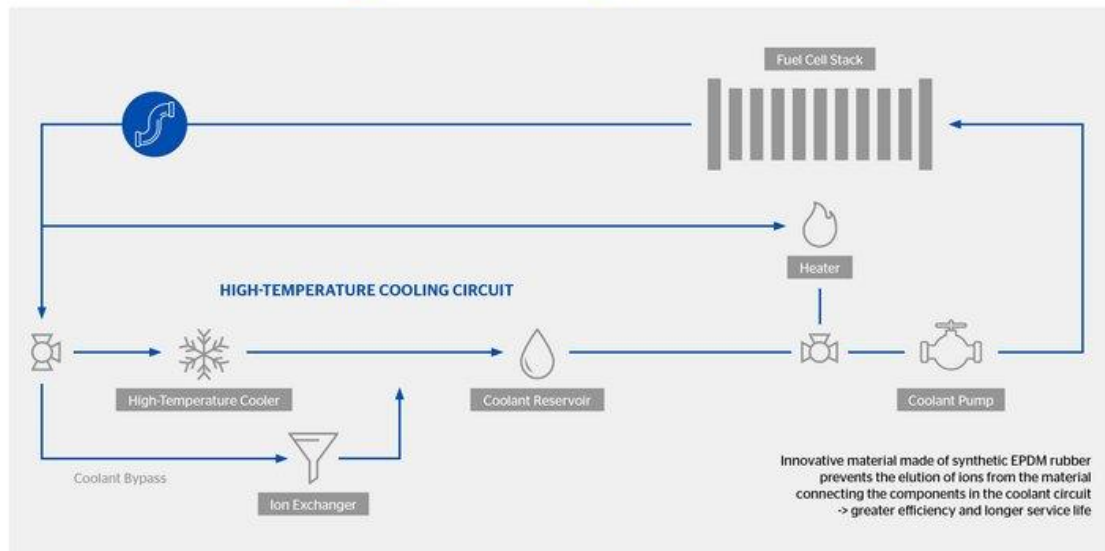 Fuel Cell Stack
Heater
HIGH-TEMPERATURE COOLING CIRCUIT
High-Temperature Cooler
Coolant Reservoir
Coolant Pump
Coolant Bypass
Ion Exchanger
Innovative material made of synthetic EPDM rubber
prevents the elution of ions from the material
connecting the components in the coolant circuit
-> greater efficiency and longer service life